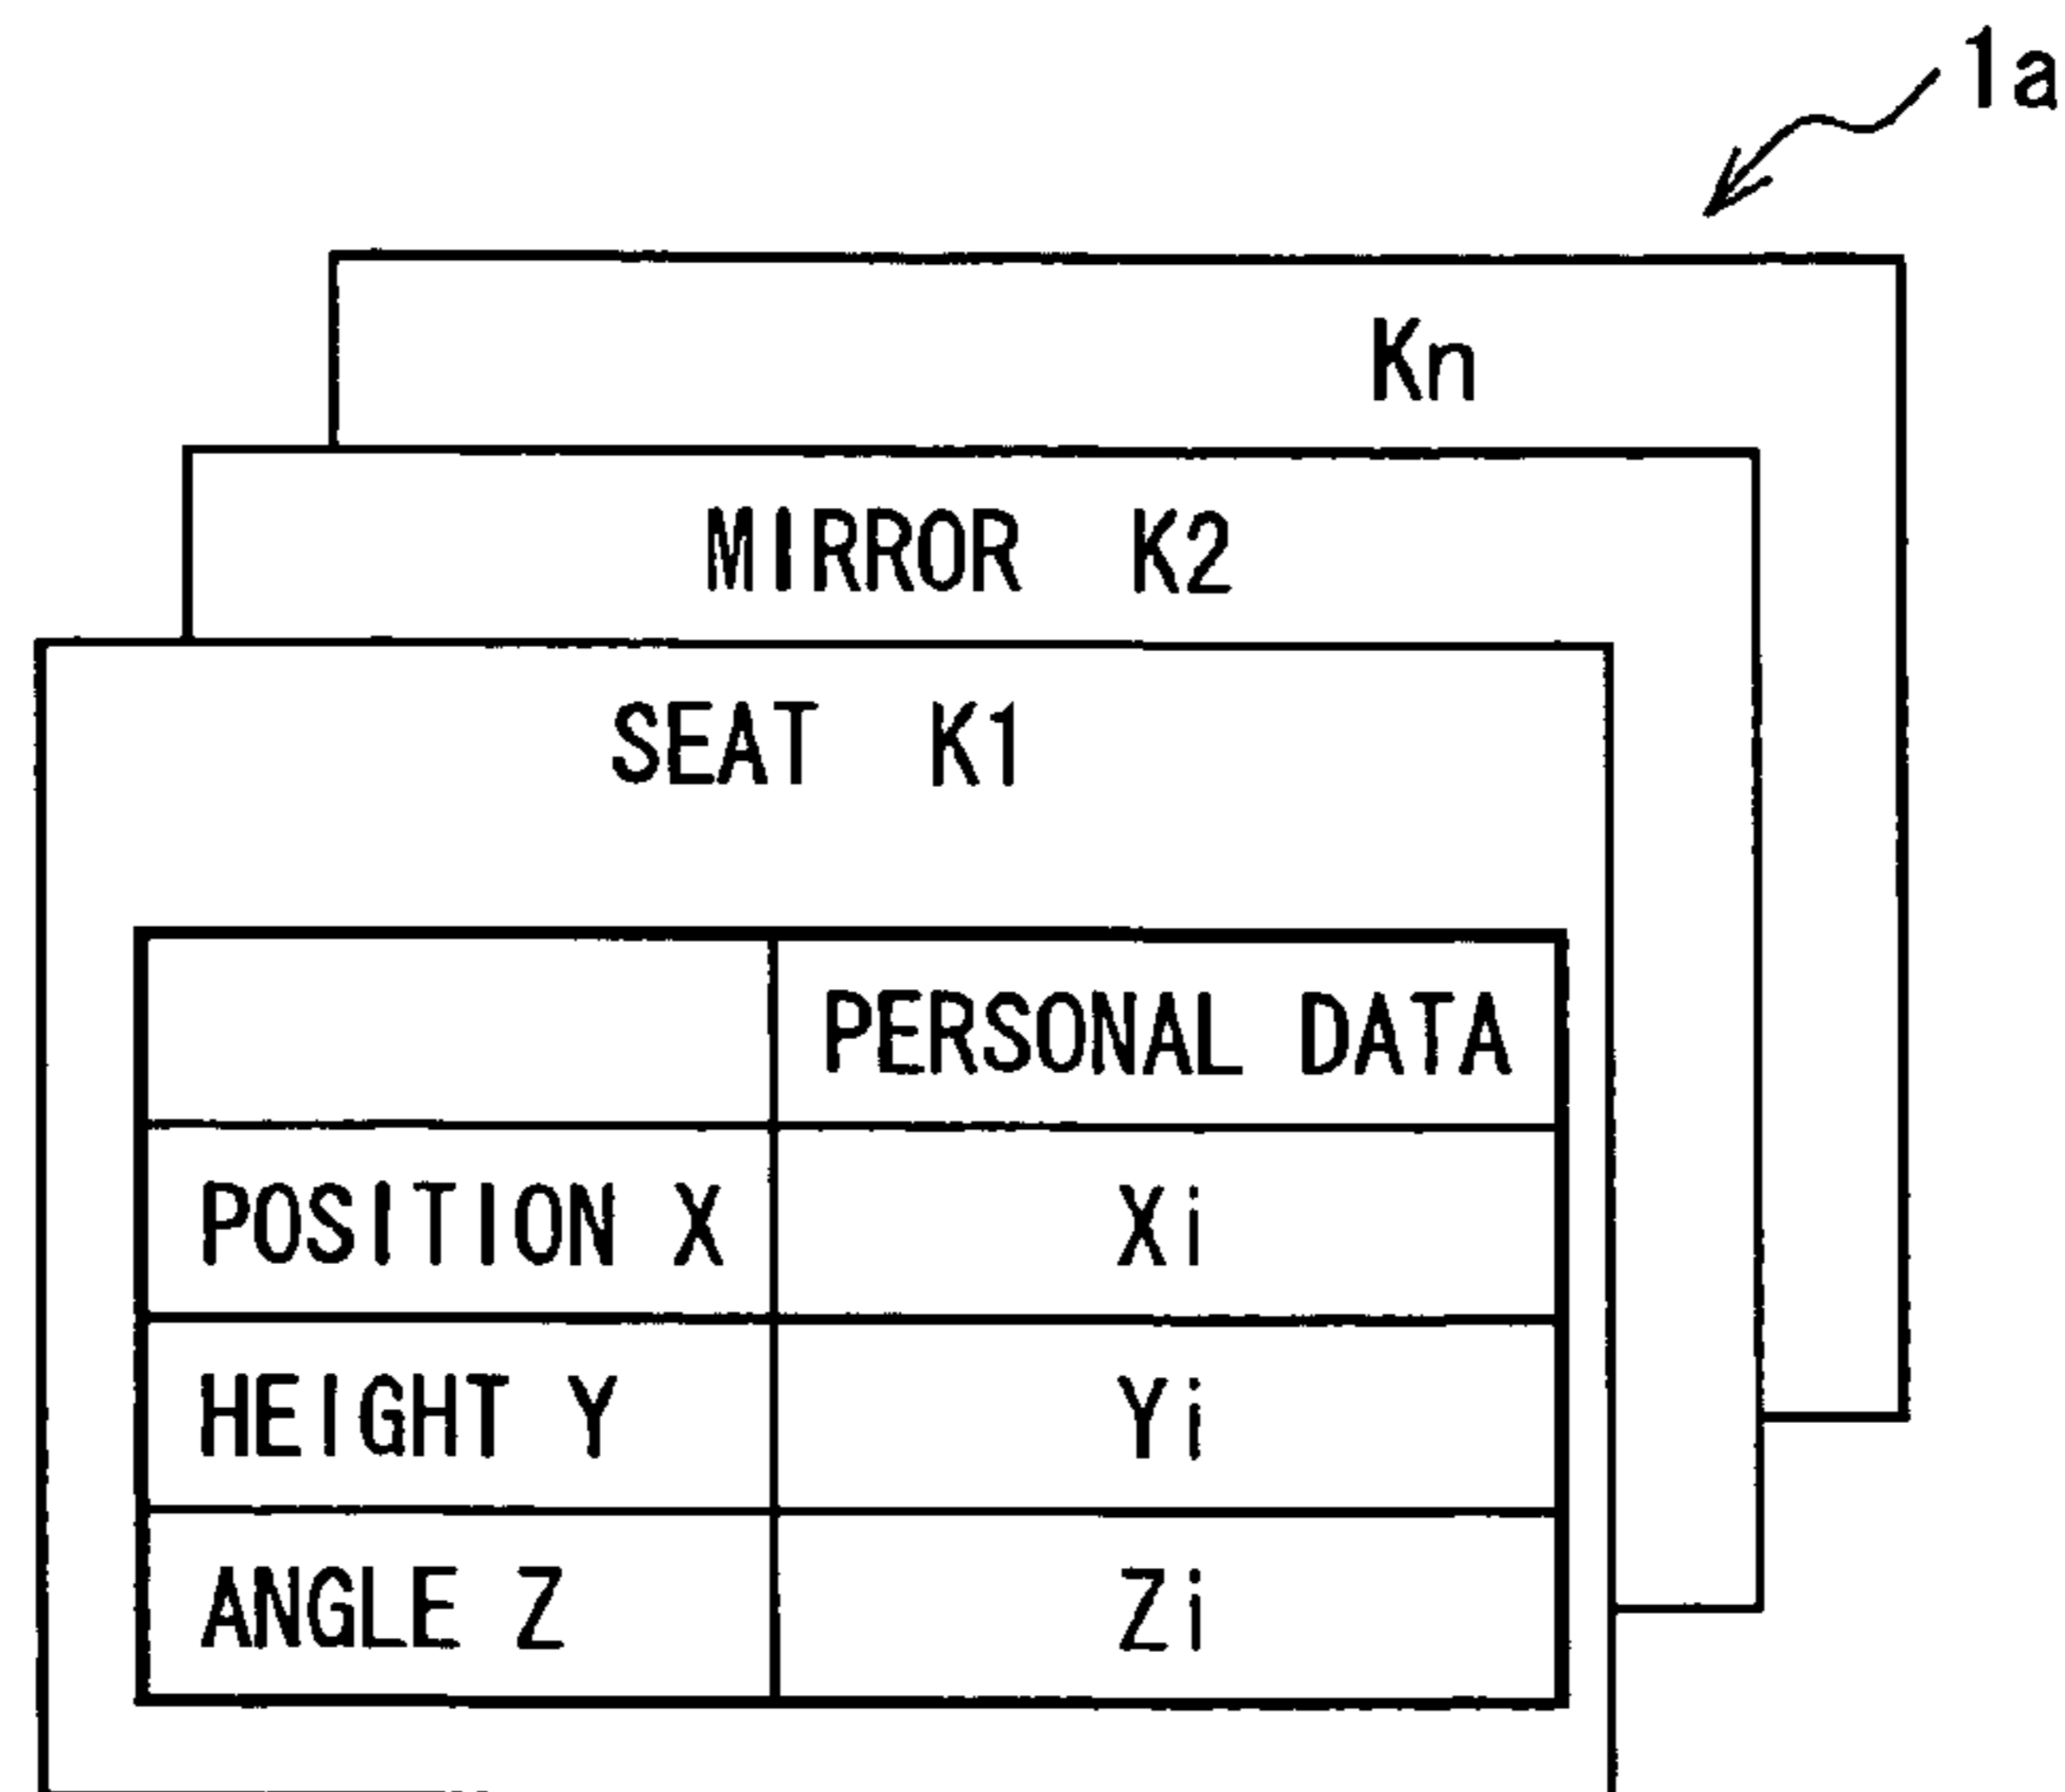 1a
Kn
MIRROR K2
SEAT K1
PERSONAL DATA
POSITION X Xi
HEIGHT Y Yi
ANGLE Z Zi